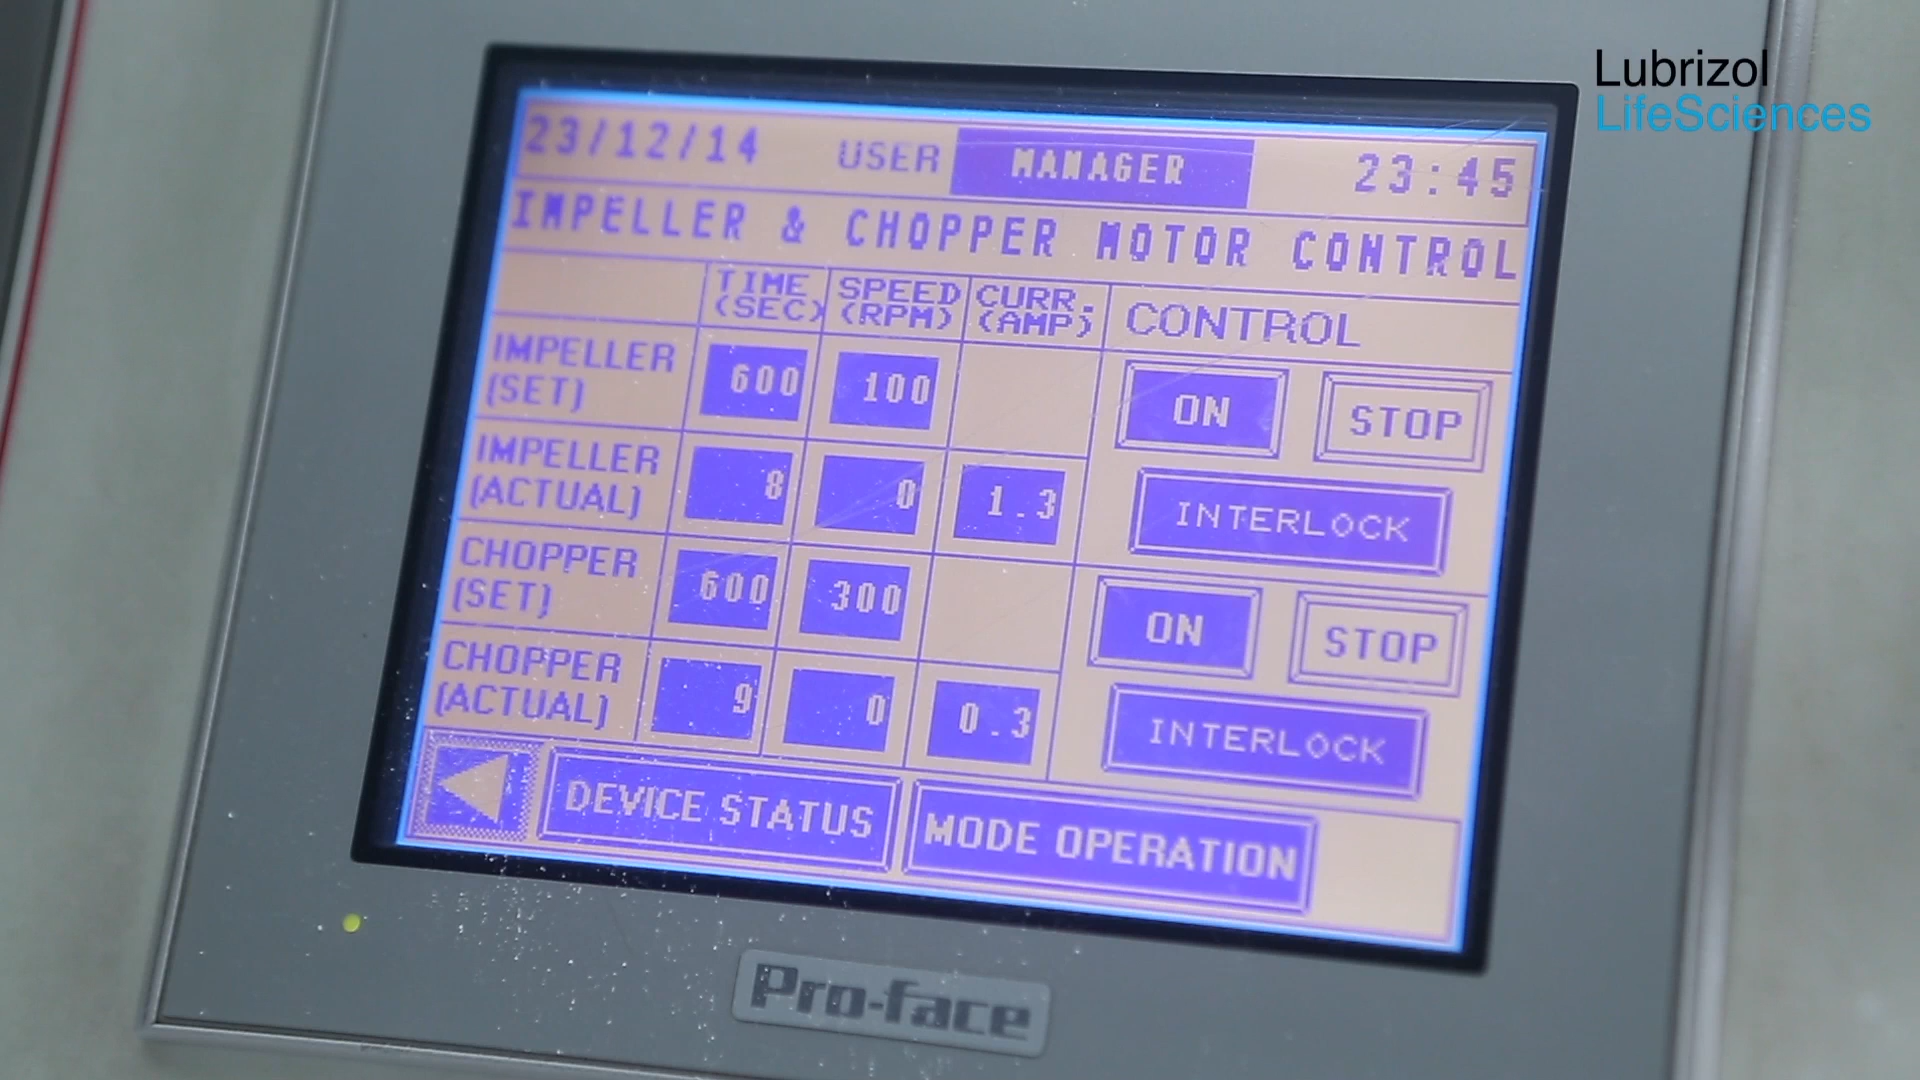 Lubrizol
LifeSciences
23/12/14 USER MANAGER 23:45
IMPELLER & CHOPPER MOTOR CONTROL
TIME (SEC) SPEED (RPM) CURR. (AMP) CONTROL
IMPELLER (SET) 600 100 ON STOP
IMPELLER (ACTUAL) 8 0 1.3 INTERLOCK
CHOPPER (SET) 600 300 ON STOP
CHOPPER (ACTUAL) 9 0 0.3 INTERLOCK
DEVICE STATUS MODE OPERATION
Pro-face